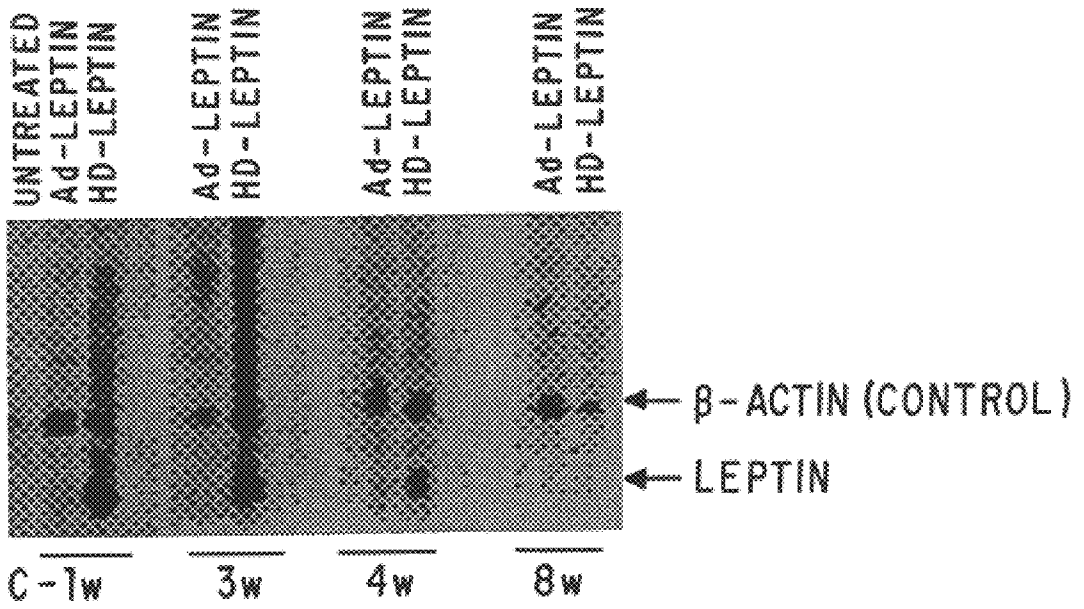 UNTREATED
Ad-LEPTIN
HD-LEPTIN
Ad-LEPTIN
HD-LEPTIN
Ad-LEPTIN
HD-LEPTIN
Ad-LEPTIN
HD-LEPTIN
β-ACTIN (CONTROL)
LEPTIN
C-1w
3w
4w
8w